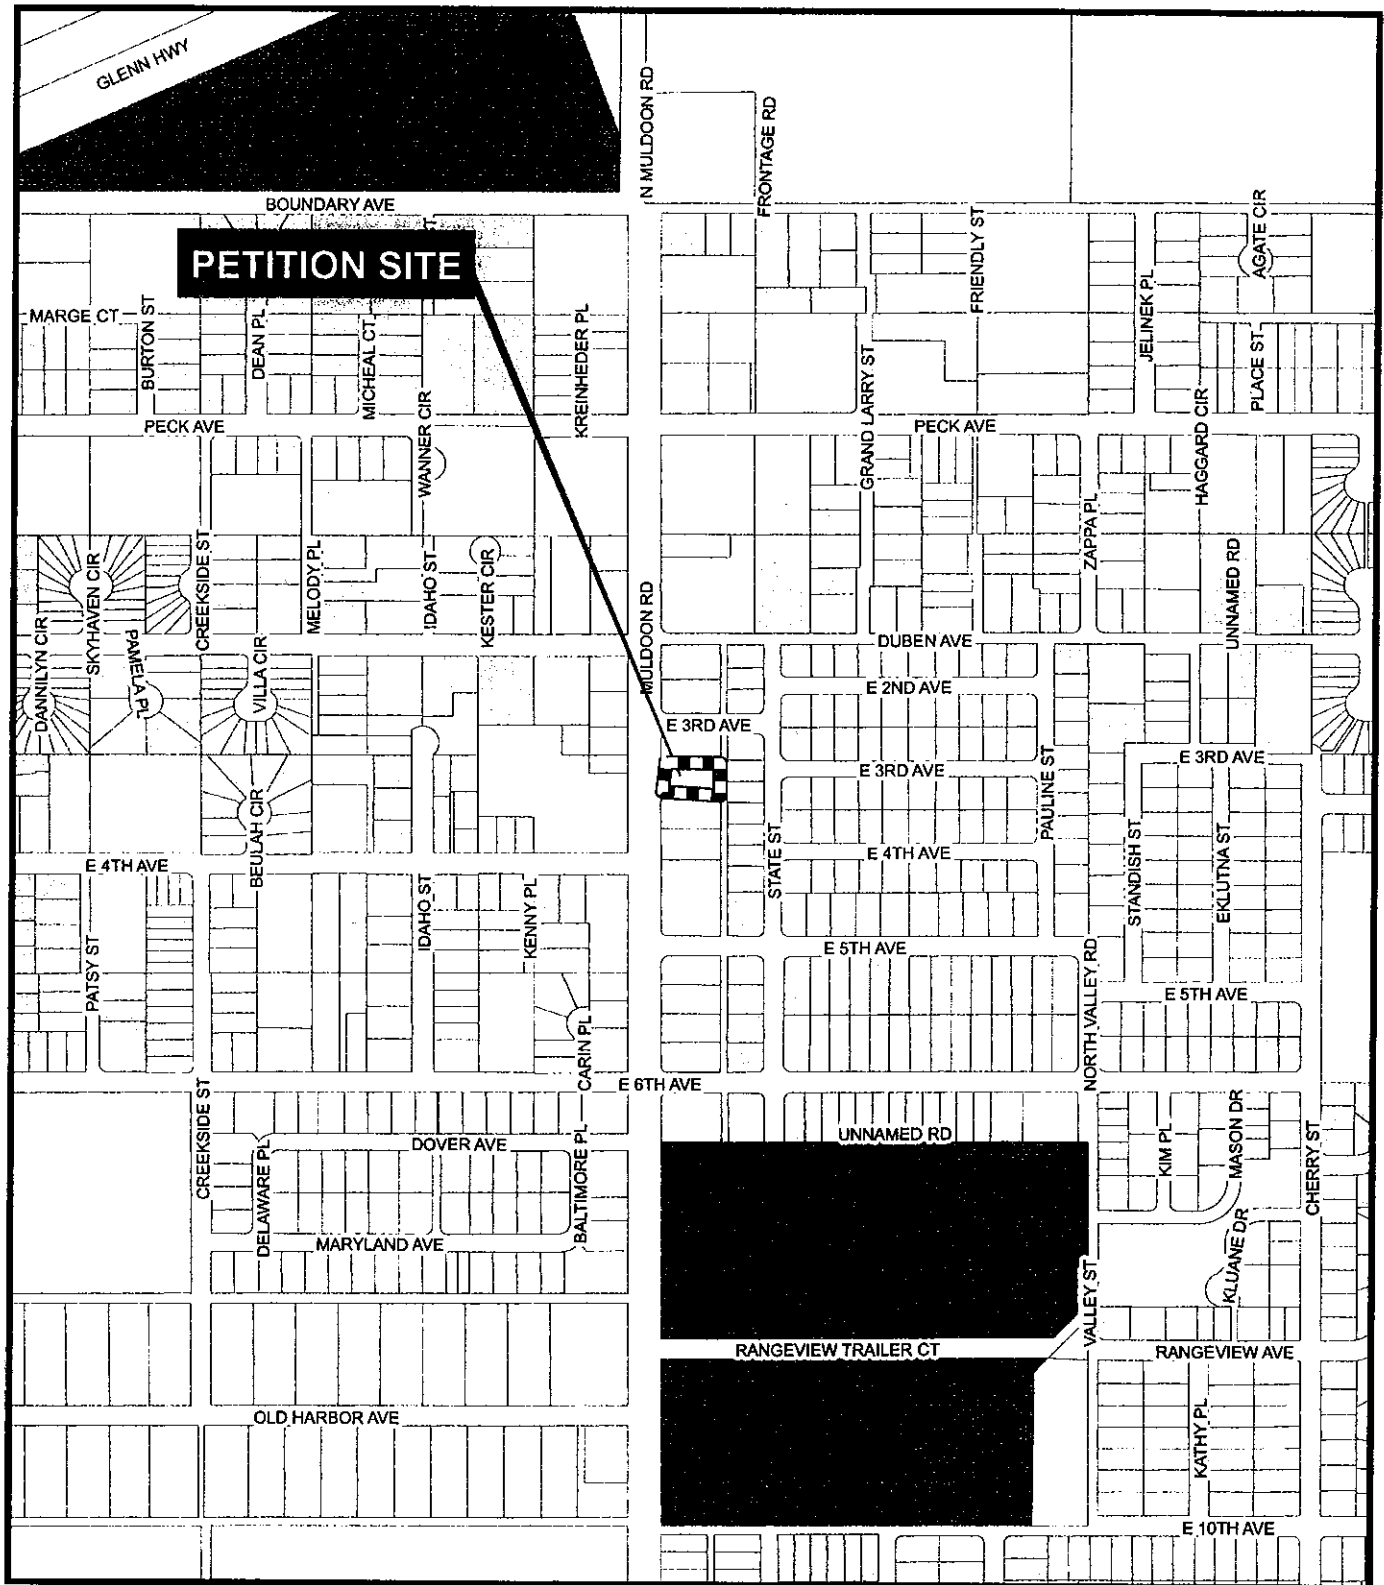 GLENN HWY
N MULDOON RD
FRONTAGE RD
BOUNDARY AVE
PETITION SITE
FRIENDLY ST
AGATE CIR
MARGE CT
BURTON ST
DEAN PL
MICHEAL CT
KREINHEDER PL
JELINEK PL
PLACE ST
GRAND LARRY ST
WANNER CIR
HAGGARD CIR
PECK AVE
PECK AVE
ZAPPA PL
SKYHAVEN CIR
CREEKSIDE ST
MELODY PL
IDAHO ST
KESTER CIR
MULDOON RD
UNNAMED RD
DANNILYN CIR
PAMELA PL
VILLA CIR
DUBEN AVE
E 2ND AVE
E 3RD AVE
E 3RD AVE
E 3RD AVE
BEULAH CIR
PAULINE ST
STATE ST
STANDISH ST
EKLUTNA ST
E 4TH AVE
E 4TH AVE
IDAHO ST
KENNY PL
PATSY ST
E 5TH AVE
NORTH VALLEY RD
E 5TH AVE
CARIN PL
E 6TH AVE
CREEKSIDE ST
DELAWARE PL
DOVER AVE
BALTIMORE PL
UNNAMED RD
KIM PL
MASON DR
CHERRY ST
MARYLAND AVE
KLUANE DR
VALLEY ST
RANGEVIEW TRAILER CT
RANGEVIEW AVE
OLD HARBOR AVE
KATHY PL
E 10TH AVE